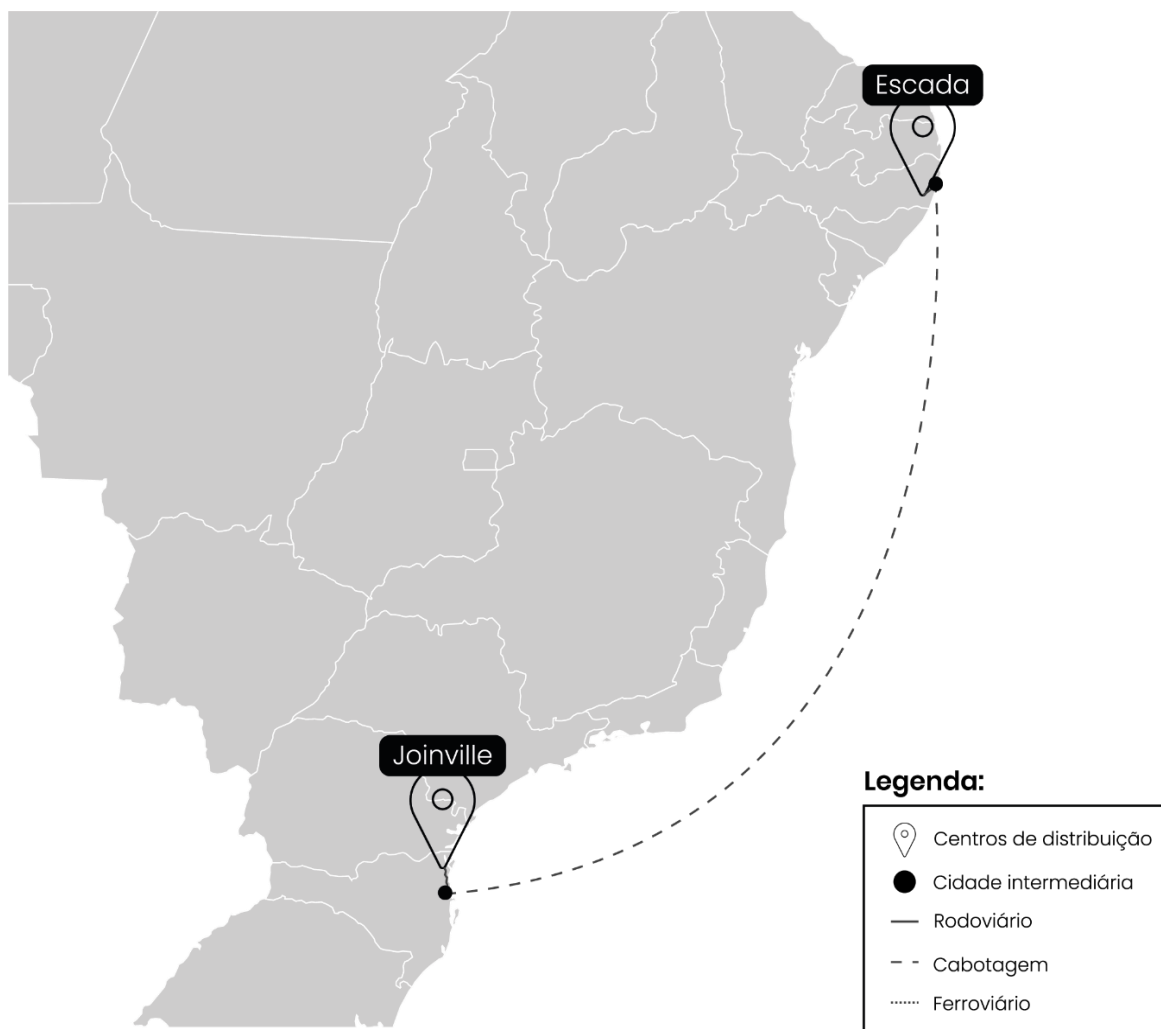 Escada
Joinville
Legenda:
Centros de distribuição
Cidade intermediária
Rodoviário
Cabotagem
Ferroviário